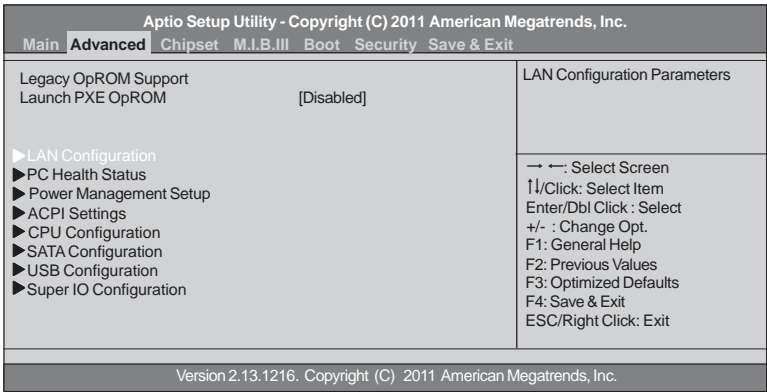 Aptio Setup Utility - Copyright (C) 2011 American Megatrends, Inc.
Main Advanced Chipset M.I.B.III Boot Security Save & Exit
Legacy OpROM Support
Launch PXE OpROM [Disabled]
▶LAN Configuration
▶PC Health Status
▶Power Management Setup
▶ACPI Settings
▶CPU Configuration
▶SATA Configuration
▶USB Configuration
▶Super IO Configuration
LAN Configuration Parameters
→ ←: Select Screen
↑↓/Click: Select Item
Enter/Dbl Click : Select
+/- : Change Opt.
F1: General Help
F2: Previous Values
F3: Optimized Defaults
F4: Save & Exit
ESC/Right Click: Exit
Version 2.13.1216. Copyright (C) 2011 American Megatrends, Inc.